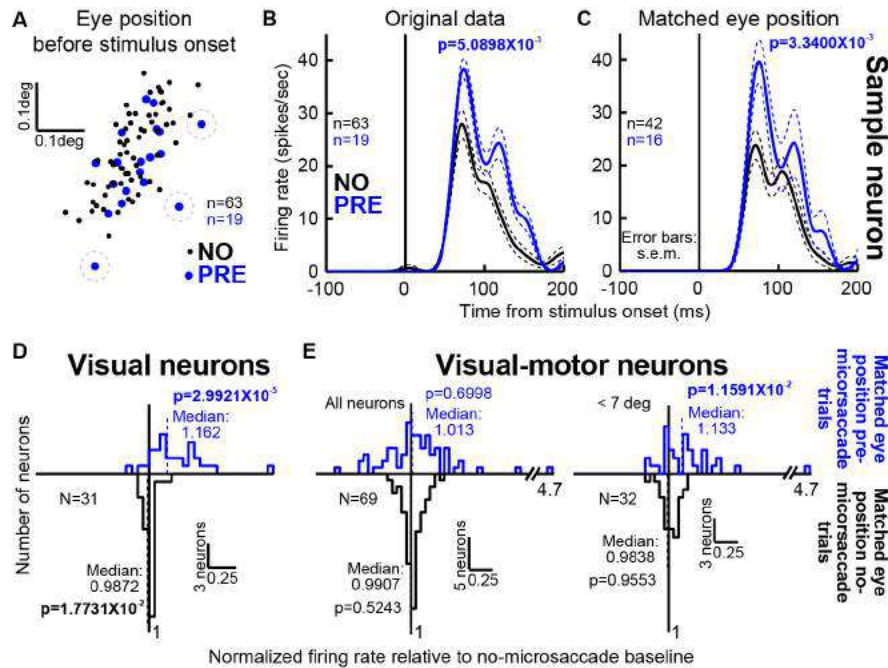 A
Eye position
before stimulus onset
0.1deg
0.1deg
n=63
n=19
NO
PRE
B
Original data
p=5.0898X10⁻³
Firing rate (spikes/sec)
40
30
20
10
0
n=63
n=19
NO
PRE
-100
0
100
200
C
Matched eye position
p=3.3400X10⁻³
40
30
20
10
0
n=42
n=16
Error bars:
s.e.m.
-100
0
100
200
Time from stimulus onset (ms)
Sample neuron
D
Visual neurons
p=2.9921X10⁻⁵
Median:
1.162
Number of neurons
N=31
Median:
0.9872
p=1.7731X10⁻²
3 neurons
0.25
1
E
Visual-motor neurons
All neurons
p=0.6998
Median:
1.013
N=69
4.7
Median:
0.9907
p=0.5243
5 neurons
0.25
1
< 7 deg
p=1.1591X10⁻²
Median:
1.133
N=32
4.7
Median:
0.9838
p=0.9553
3 neurons
0.25
1
Matched eye
position pre-
micorsaccade
trials
Matched eye
position no-
micorsaccade
trials
Normalized firing rate relative to no-microsaccade baseline